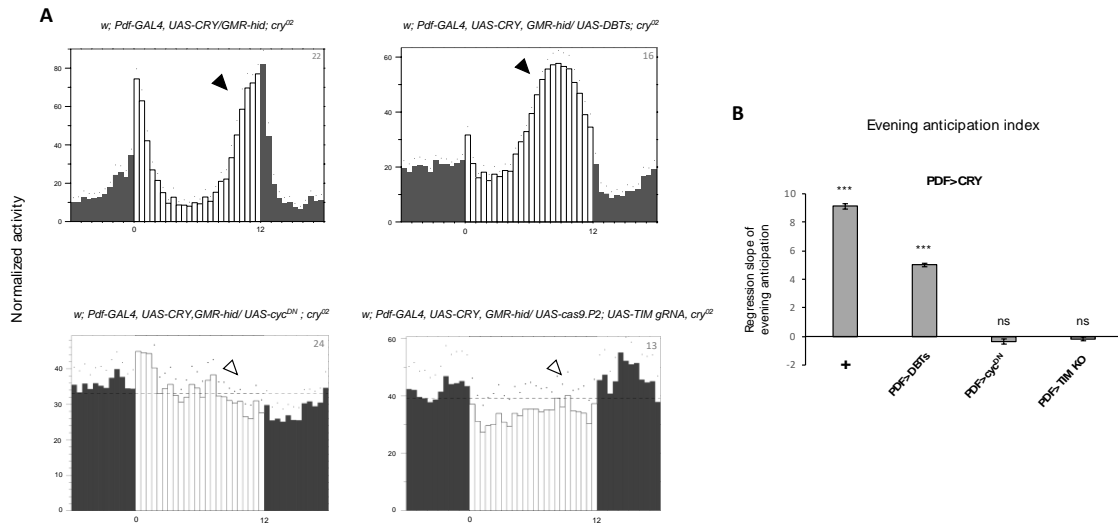 A
w; Pdf-GAL4, UAS-CRY/GMR-hid; cry02
22
80
60
40
20
0
0
12
w; Pdf-GAL4, UAS-CRY, GMR-hid/ UAS-DBTs; cry02
16
60
40
20
0
0
12
Normalized activity
w; Pdf-GAL4, UAS-CRY,GMR-hid/ UAS-cycDN ; cry02
24
40
30
20
10
0
0
12
w; Pdf-GAL4, UAS-CRY, GMR-hid/ UAS-cas9.P2; UAS-TIM gRNA, cry02
13
60
40
20
0
0
12
B
Evening anticipation index
PDF>CRY
Regression slope of
evening anticipation
10
8
6
4
2
0
-2
***
***
ns
ns
+
PDF>DBTs
PDF>cycDN
PDF>TIM KO